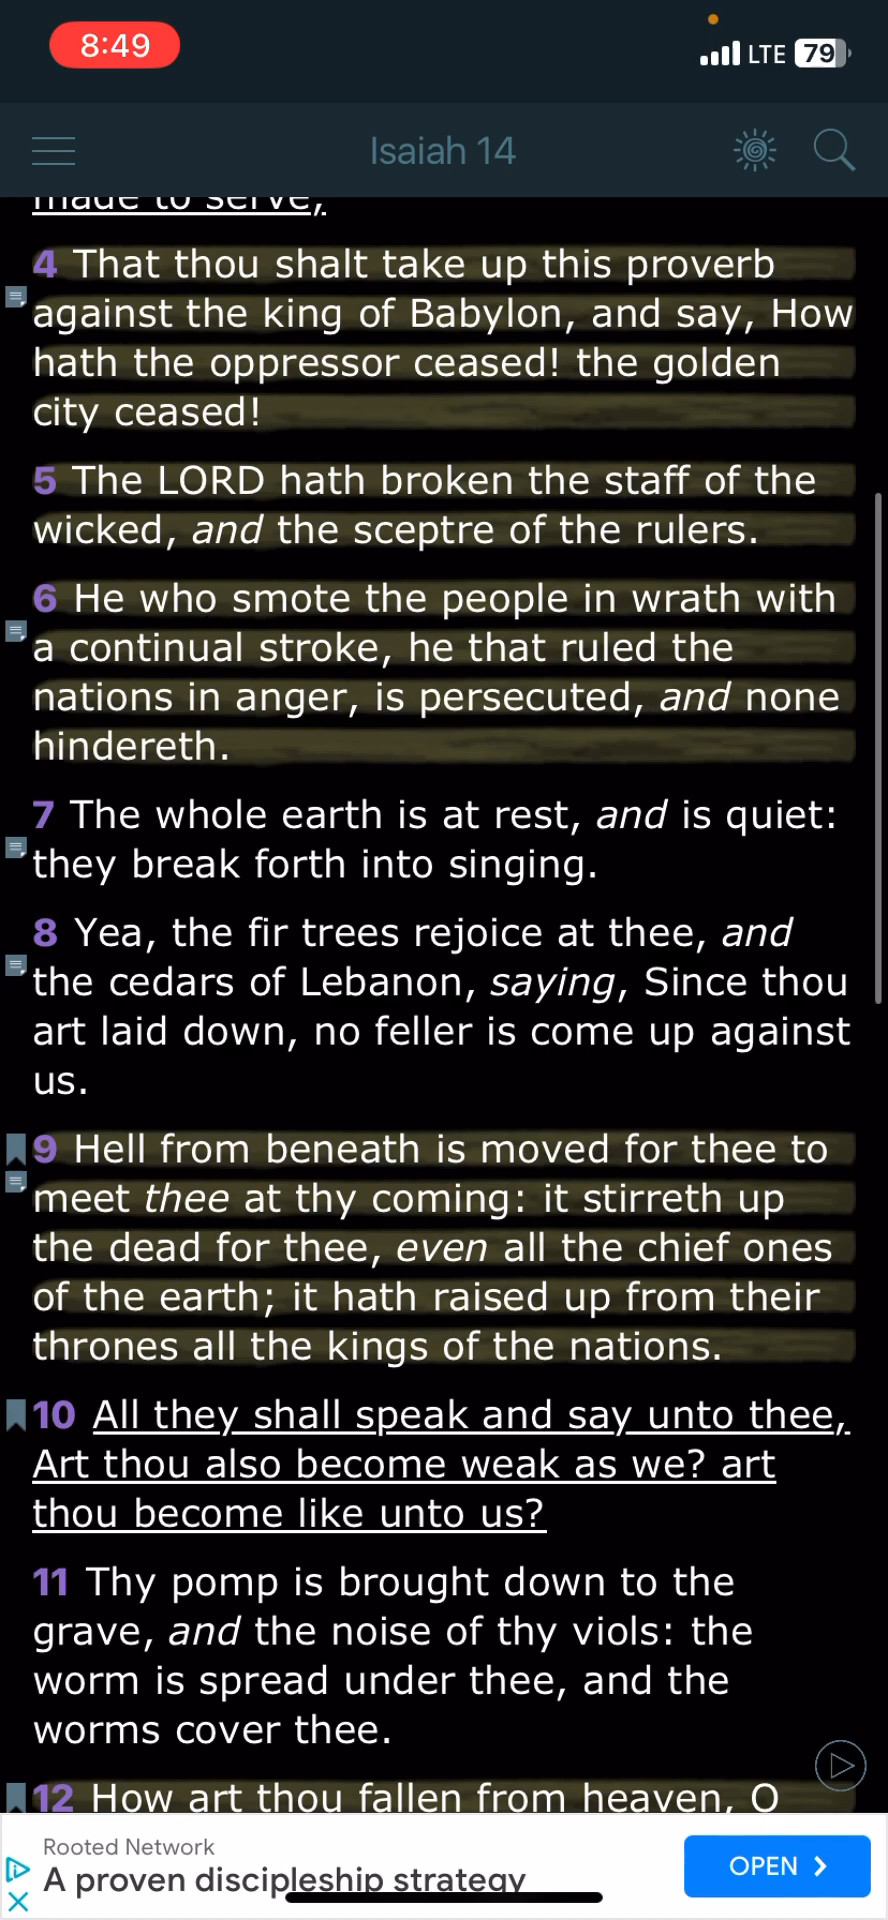 8:49
LTE 79
Isaiah 14
made to serve,
4 That thou shalt take up this proverb
against the king of Babylon, and say, How
hath the oppressor ceased! the golden
city ceased!
5 The LORD hath broken the staff of the
wicked, and the sceptre of the rulers.
6 He who smote the people in wrath with
a continual stroke, he that ruled the
nations in anger, is persecuted, and none
hindereth.
7 The whole earth is at rest, and is quiet:
they break forth into singing.
8 Yea, the fir trees rejoice at thee, and
the cedars of Lebanon, saying, Since thou
art laid down, no feller is come up against
us.
9 Hell from beneath is moved for thee to
meet thee at thy coming: it stirreth up
the dead for thee, even all the chief ones
of the earth; it hath raised up from their
thrones all the kings of the nations.
10 All they shall speak and say unto thee,
Art thou also become weak as we? art
thou become like unto us?
11 Thy pomp is brought down to the
grave, and the noise of thy viols: the
worm is spread under thee, and the
worms cover thee.
12 How art thou fallen from heaven, O
Rooted Network
A proven discipleship strategy
OPEN